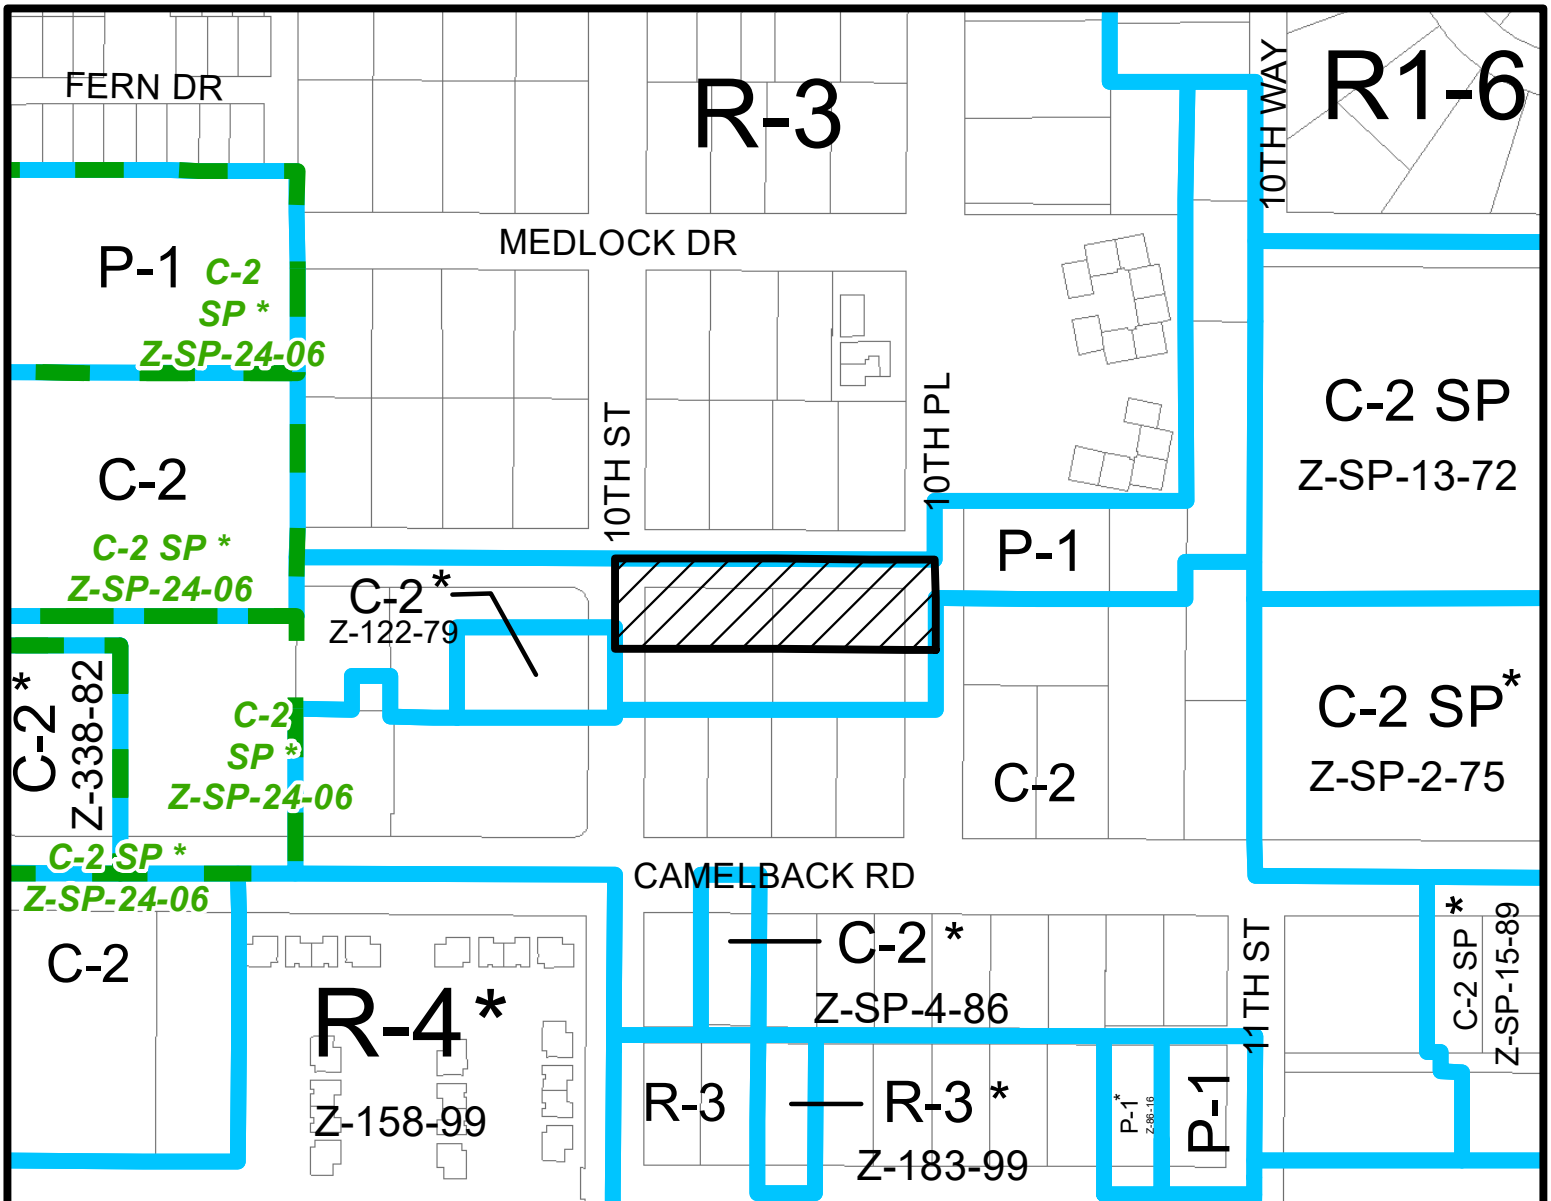 FERN DR
R-3
10TH WAY
R1-6
MEDLOCK DR
P-1
C-2
SP *
Z-SP-24-06
C-2
C-2 SP *
Z-SP-24-06
10TH ST
10TH PL
C-2 SP
Z-SP-13-72
P-1
C-2 *
Z-122-79
C-2 *
Z-338-82
C-2
SP *
Z-SP-24-06
C-2
C-2 SP *
Z-SP-2-75
C-2 SP *
Z-SP-24-06
CAMELBACK RD
C-2
R-4 *
Z-158-99
C-2 *
Z-SP-4-86
11TH ST
C-2 SP *
Z-SP-15-89
R-3
R-3 *
Z-183-99
P-1 *
Z-86-16
P-1